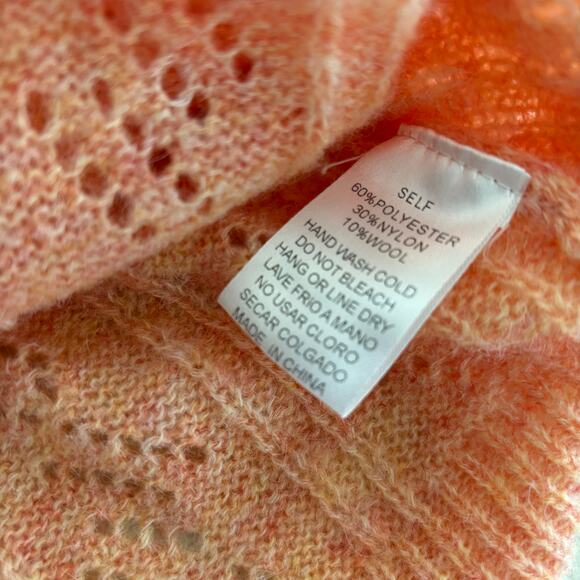 SELF
60%POLYESTER
30%NYLON
10%WOOL
HAND WASH COLD
DO NOT BLEACH
HANG OR LINE DRY
LAVE FRIO A MANO
NO USAR CLORO
SECAR COLGADO
MADE IN CHINA